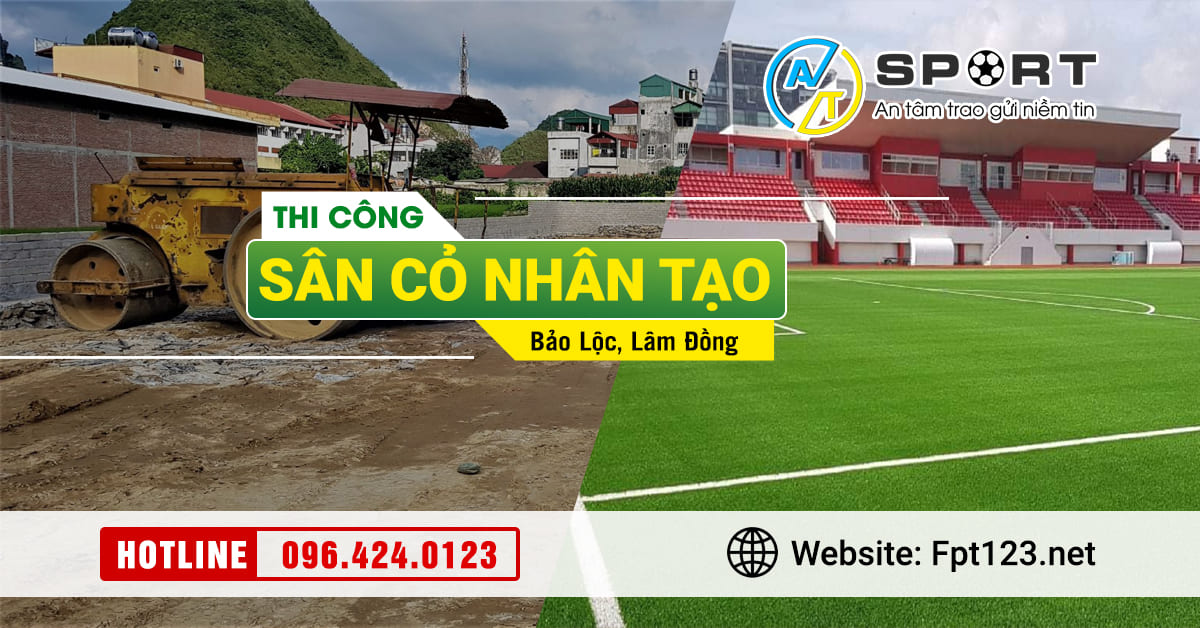 AVT SPORT
An tâm trao gửi niềm tin
THI CÔNG
SÂN CỎ NHÂN TẠO
Bảo Lộc, Lâm Đồng
HOTLINE 096.424.0123
Website: Fpt123.net